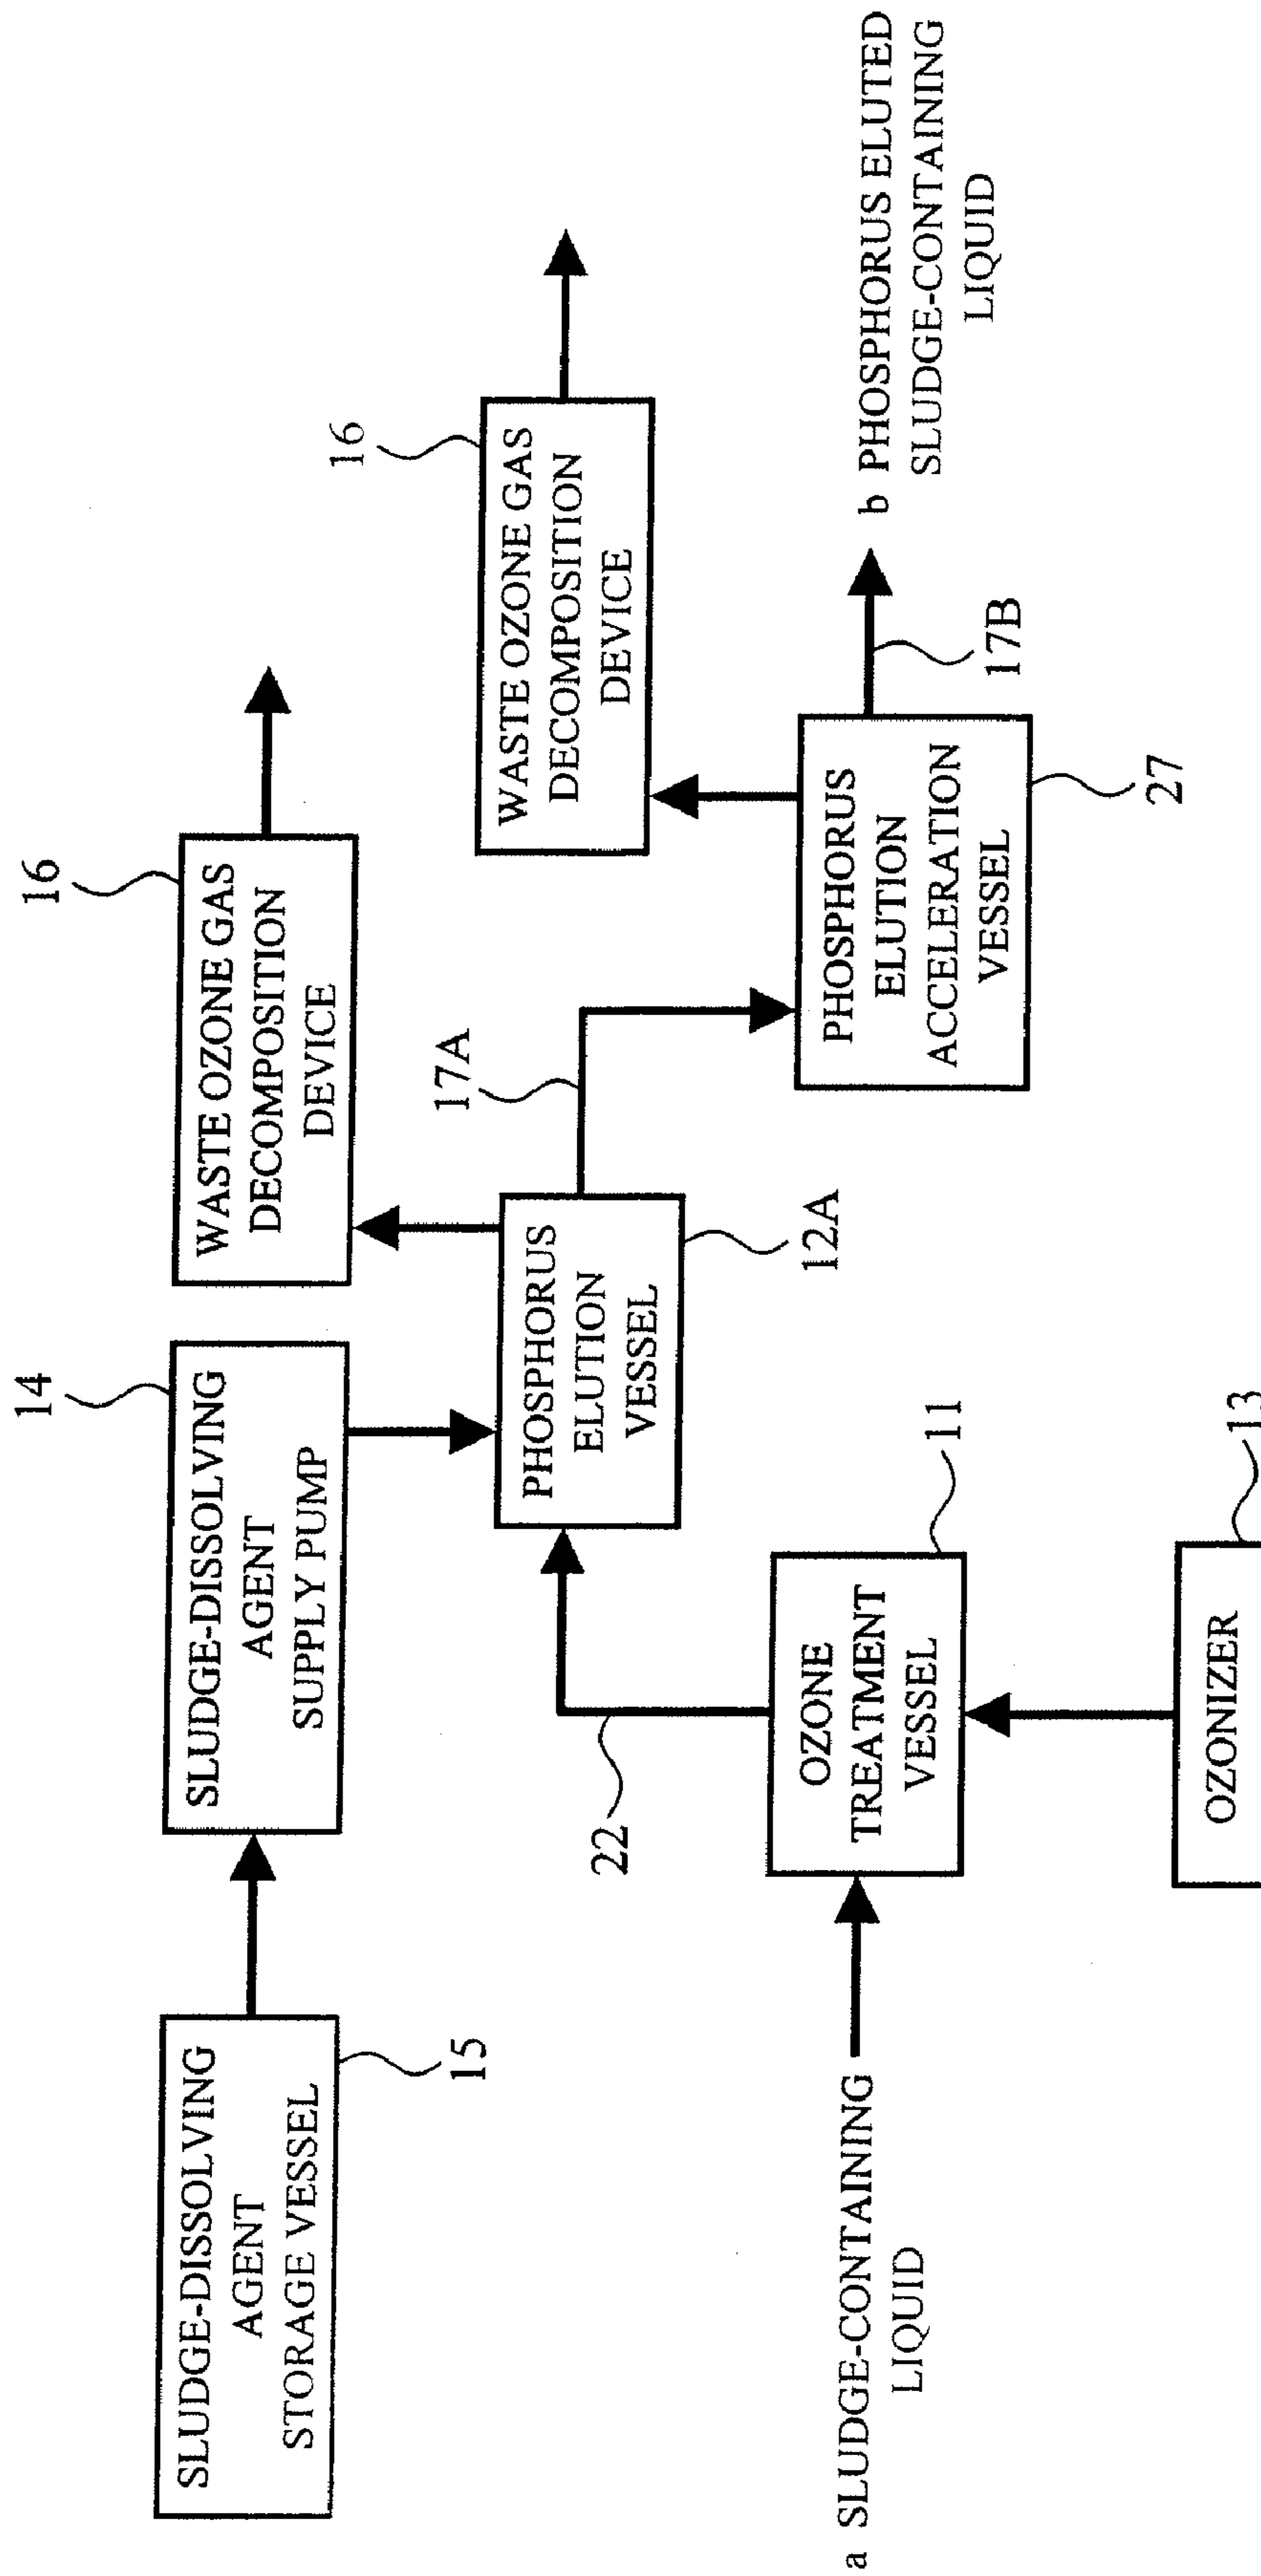 SLUDGE-DISSOLVING
AGENT
STORAGE VESSEL
15
SLUDGE-DISSOLVING
AGENT
SUPPLY PUMP
14
WASTE OZONE GAS
DECOMPOSITION
DEVICE
16
WASTE OZONE GAS
DECOMPOSITION
DEVICE
16
PHOSPHORUS
ELUTION
VESSEL
12A
17A
a SLUDGE-CONTAINING
LIQUID
22
OZONE
TREATMENT
VESSEL
11
PHOSPHORUS
ELUTION
ACCELERATION
VESSEL
27
17B
b PHOSPHORUS ELUTED
SLUDGE-CONTAINING
LIQUID
OZONIZER
13